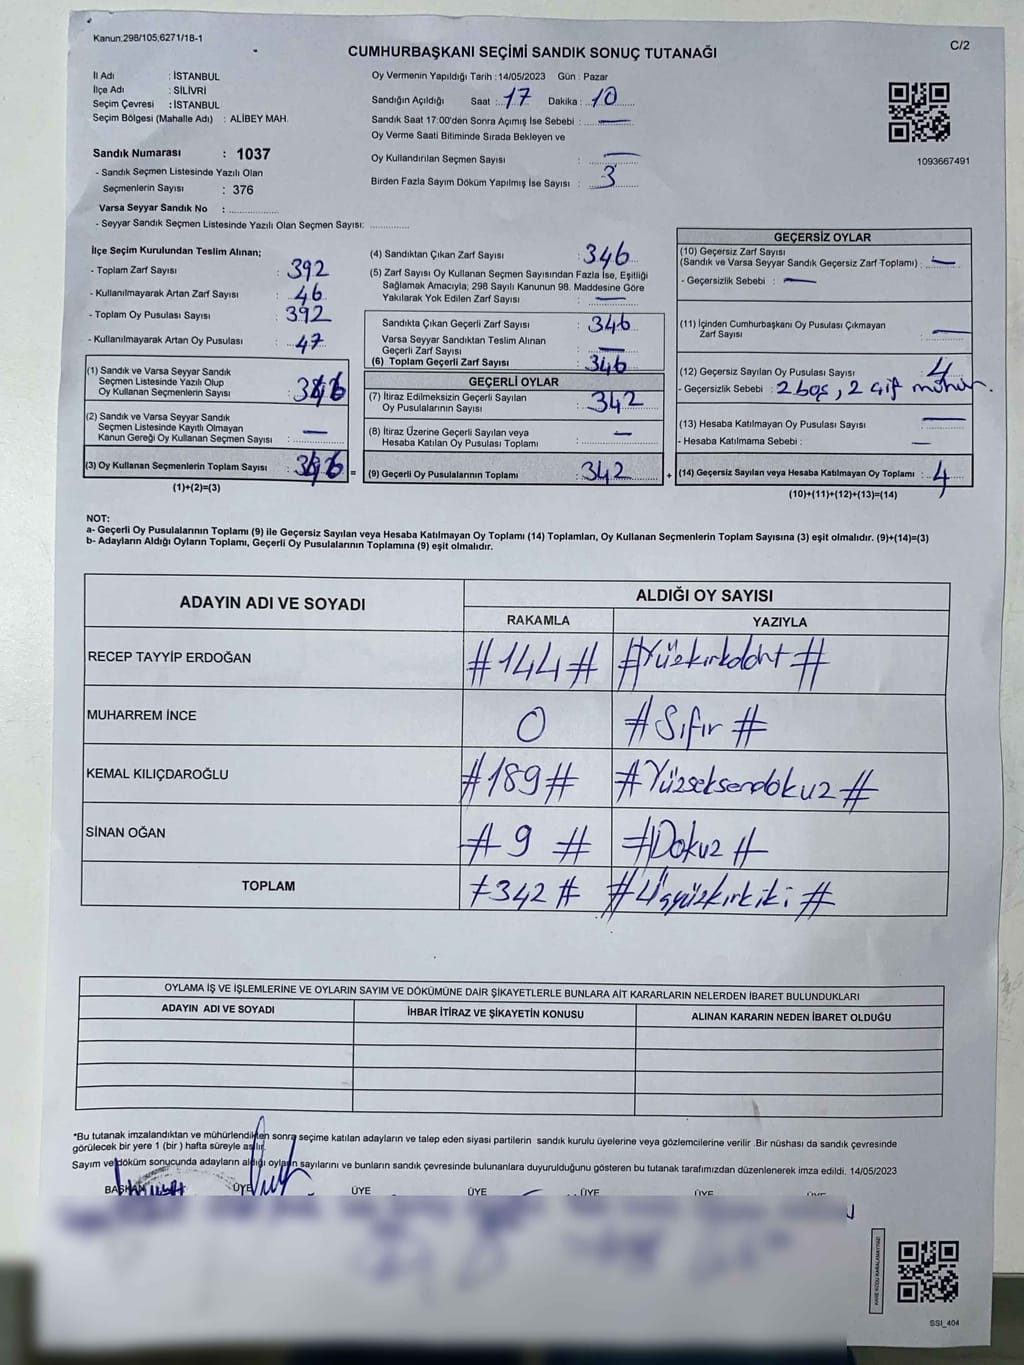 Kanun.298/105,6271/18-1
C/2
CUMHURBAŞKANI SEÇİMİ SANDIK SONUÇ TUTANAĞI
İl Adı : İSTANBUL
İlçe Adı : SİLİVRİ
Seçim Çevresi : İSTANBUL
Seçim Bölgesi (Mahalle Adı) : ALİBEY MAH.
Sandık Numarası : 1037
- Sandık Seçmen Listesinde Yazılı Olan
Seçmenlerin Sayısı : 376
Varsa Seyyar Sandık No : ................
- Seyyar Sandık Seçmen Listesinde Yazılı Olan Seçmen Sayısı: .............
Oy Vermenin Yapıldığı Tarih : 14/05/2023 Gün : Pazar
Sandığın Açıldığı Saat : 17 Dakika : 10
Sandık Saat 17:00'den Sonra Açımış İse Sebebi : —
Oy Verme Saati Bitiminde Sırada Bekleyen ve
Oy Kullandırılan Seçmen Sayısı : —
Birden Fazla Sayım Döküm Yapılmış İse Sayısı : 3
1093667491
İlçe Seçim Kurulundan Teslim Alınan;
- Toplam Zarf Sayısı : 392
- Kullanılmayarak Artan Zarf Sayısı : 46
- Toplam Oy Pusulası Sayısı : 392
- Kullanılmayarak Artan Oy Pusulası : 47
(1) Sandık ve Varsa Seyyar Sandık
Seçmen Listesinde Yazılı Olup
Oy Kullanan Seçmenlerin Sayısı : 346
(2) Sandık ve Varsa Seyyar Sandık
Seçmen Listesinde Kayıtlı Olmayan
Kanun Gereği Oy Kullanan Seçmen Sayısı : —
(3) Oy Kullanan Seçmenlerin Toplam Sayısı : 346 =
(1)+(2)=(3)
(4) Sandıktan Çıkan Zarf Sayısı : 346
(5) Zarf Sayısı Oy Kullanan Seçmen Sayısından Fazla İse, Eşitliği
Sağlamak Amacıyla; 298 Sayılı Kanunun 98. Maddesine Göre
Yakılarak Yok Edilen Zarf Sayısı : —
Sandıkta Çıkan Geçerli Zarf Sayısı : 346
Varsa Seyyar Sandıktan Teslim Alınan
Geçerli Zarf Sayısı : —
(6) Toplam Geçerli Zarf Sayısı : 346
GEÇERLİ OYLAR
(7) İtiraz Edilmeksizin Geçerli Sayılan
Oy Pusulalarının Sayısı : 342
(8) İtiraz Üzerine Geçerli Sayılan veya
Hesaba Katılan Oy Pusulası Toplamı : —
(9) Geçerli Oy Pusulalarının Toplamı : 342 +
GEÇERSİZ OYLAR
(10) Geçersiz Zarf Sayısı
(Sandık ve Varsa Seyyar Sandık Geçersiz Zarf Toplamı) : —
- Geçersizlik Sebebi : —
(11) İçinden Cumhurbaşkanı Oy Pusulası Çıkmayan
Zarf Sayısı : —
(12) Geçersiz Sayılan Oy Pusulası Sayısı : 4
- Geçersizlik Sebebi : 2 boş, 2 çift mühür.
(13) Hesaba Katılmayan Oy Pusulası Sayısı : —
- Hesaba Katılmama Sebebi : —
(14) Geçersiz Sayılan veya Hesaba Katılmayan Oy Toplamı : 4
(10)+(11)+(12)+(13)=(14)
NOT:
a- Geçerli Oy Pusulalarının Toplamı (9) ile Geçersiz Sayılan veya Hesaba Katılmayan Oy Toplamı (14) Toplamları, Oy Kullanan Seçmenlerin Toplam Sayısına (3) eşit olmalıdır. (9)+(14)=(3)
b- Adayların Aldığı Oyların Toplamı, Geçerli Oy Pusulalarının Toplamına (9) eşit olmalıdır.
ADAYIN ADI VE SOYADI
ALDIĞI OY SAYISI
RAKAMLA YAZIYLA
RECEP TAYYİP ERDOĞAN #144# #Yüzkırkdört#
MUHARREM İNCE 0 #Sıfır#
KEMAL KILIÇDAROĞLU #189# #Yüzseksendokuz#
SİNAN OĞAN #9# #Dokuz#
TOPLAM #342# #Üçyüzkırkiki#
OYLAMA İŞ VE İŞLEMLERİNE VE OYLARIN SAYIM VE DÖKÜMÜNE DAİR ŞİKAYETLERLE BUNLARA AİT KARARLARIN NELERDEN İBARET BULUNDUKLARI
ADAYIN ADI VE SOYADI İHBAR İTİRAZ VE ŞİKAYETİN KONUSU ALINAN KARARIN NEDEN İBARET OLDUĞU
*Bu tutanak imzalandıktan ve mühürlendikten sonra seçime katılan adayların ve talep eden siyasi partilerin sandık kurulu üyelerine veya gözlemcilerine verilir .Bir nüshası da sandık çevresinde
görülecek bir yere 1 (bir ) hafta süreyle asılır.
Sayım ve döküm sonucunda adayların aldığı oyların sayılarını ve bunların sandık çevresinde bulunanlara duyurulduğunu gösteren bu tutanak tarafımızdan düzenlenerek imza edildi. 14/05/2023
BAŞKAN ÜYE ÜYE ÜYE ÜYE ÜYE ÜYE
KARE KODU KARALAMAYINIZ!
SSI_404